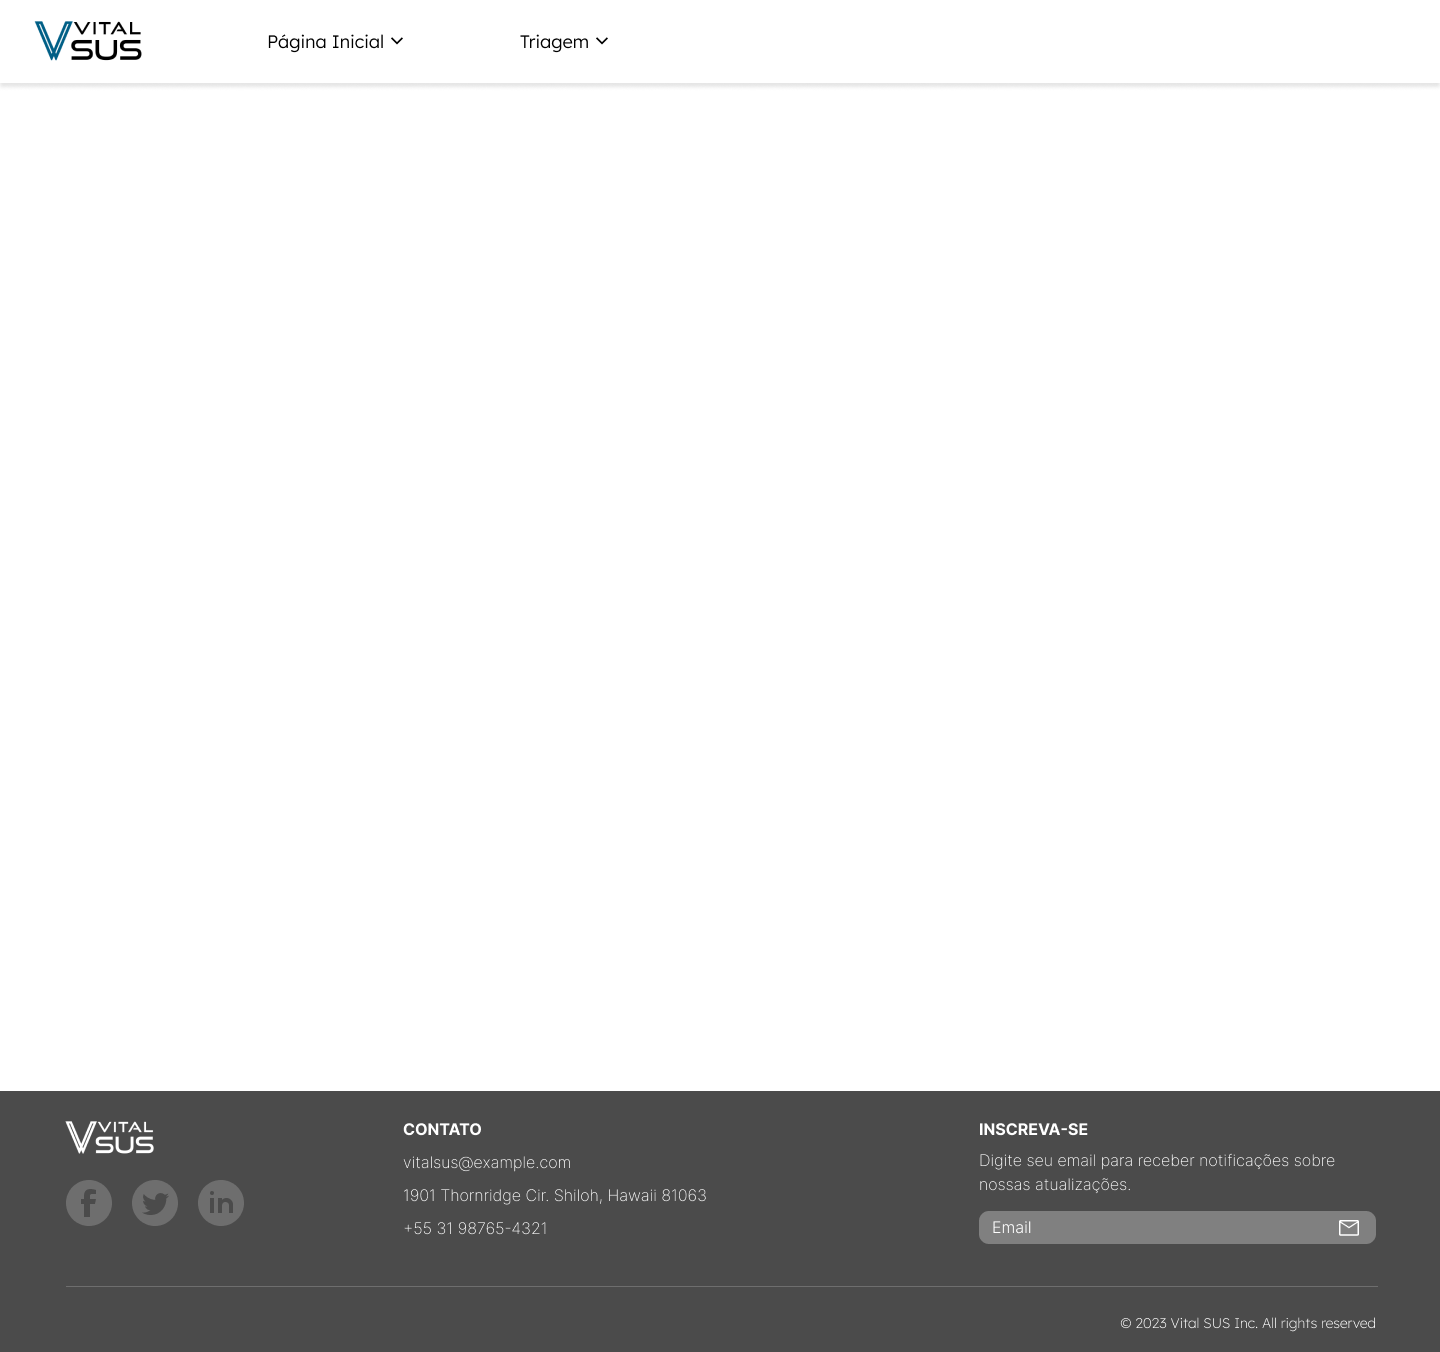 VITAL
SUS
Página Inicial
Triagem
VITAL
SUS
CONTATO
vitalsus@example.com
1901 Thornridge Cir. Shiloh, Hawaii 81063
+55 31 98765-4321
INSCREVA-SE
Digite seu email para receber notificações sobre
nossas atualizações.
Email
© 2023 Vital SUS Inc. All rights reserved